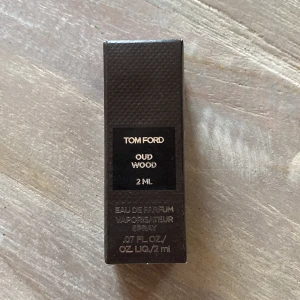 TOM FORD
OUD
WOOD
2 ML
EAU DE PARFUM
VAPORISATEUR
SPRAY
.07 FL.OZ./
OZ. LIQ./2 ml